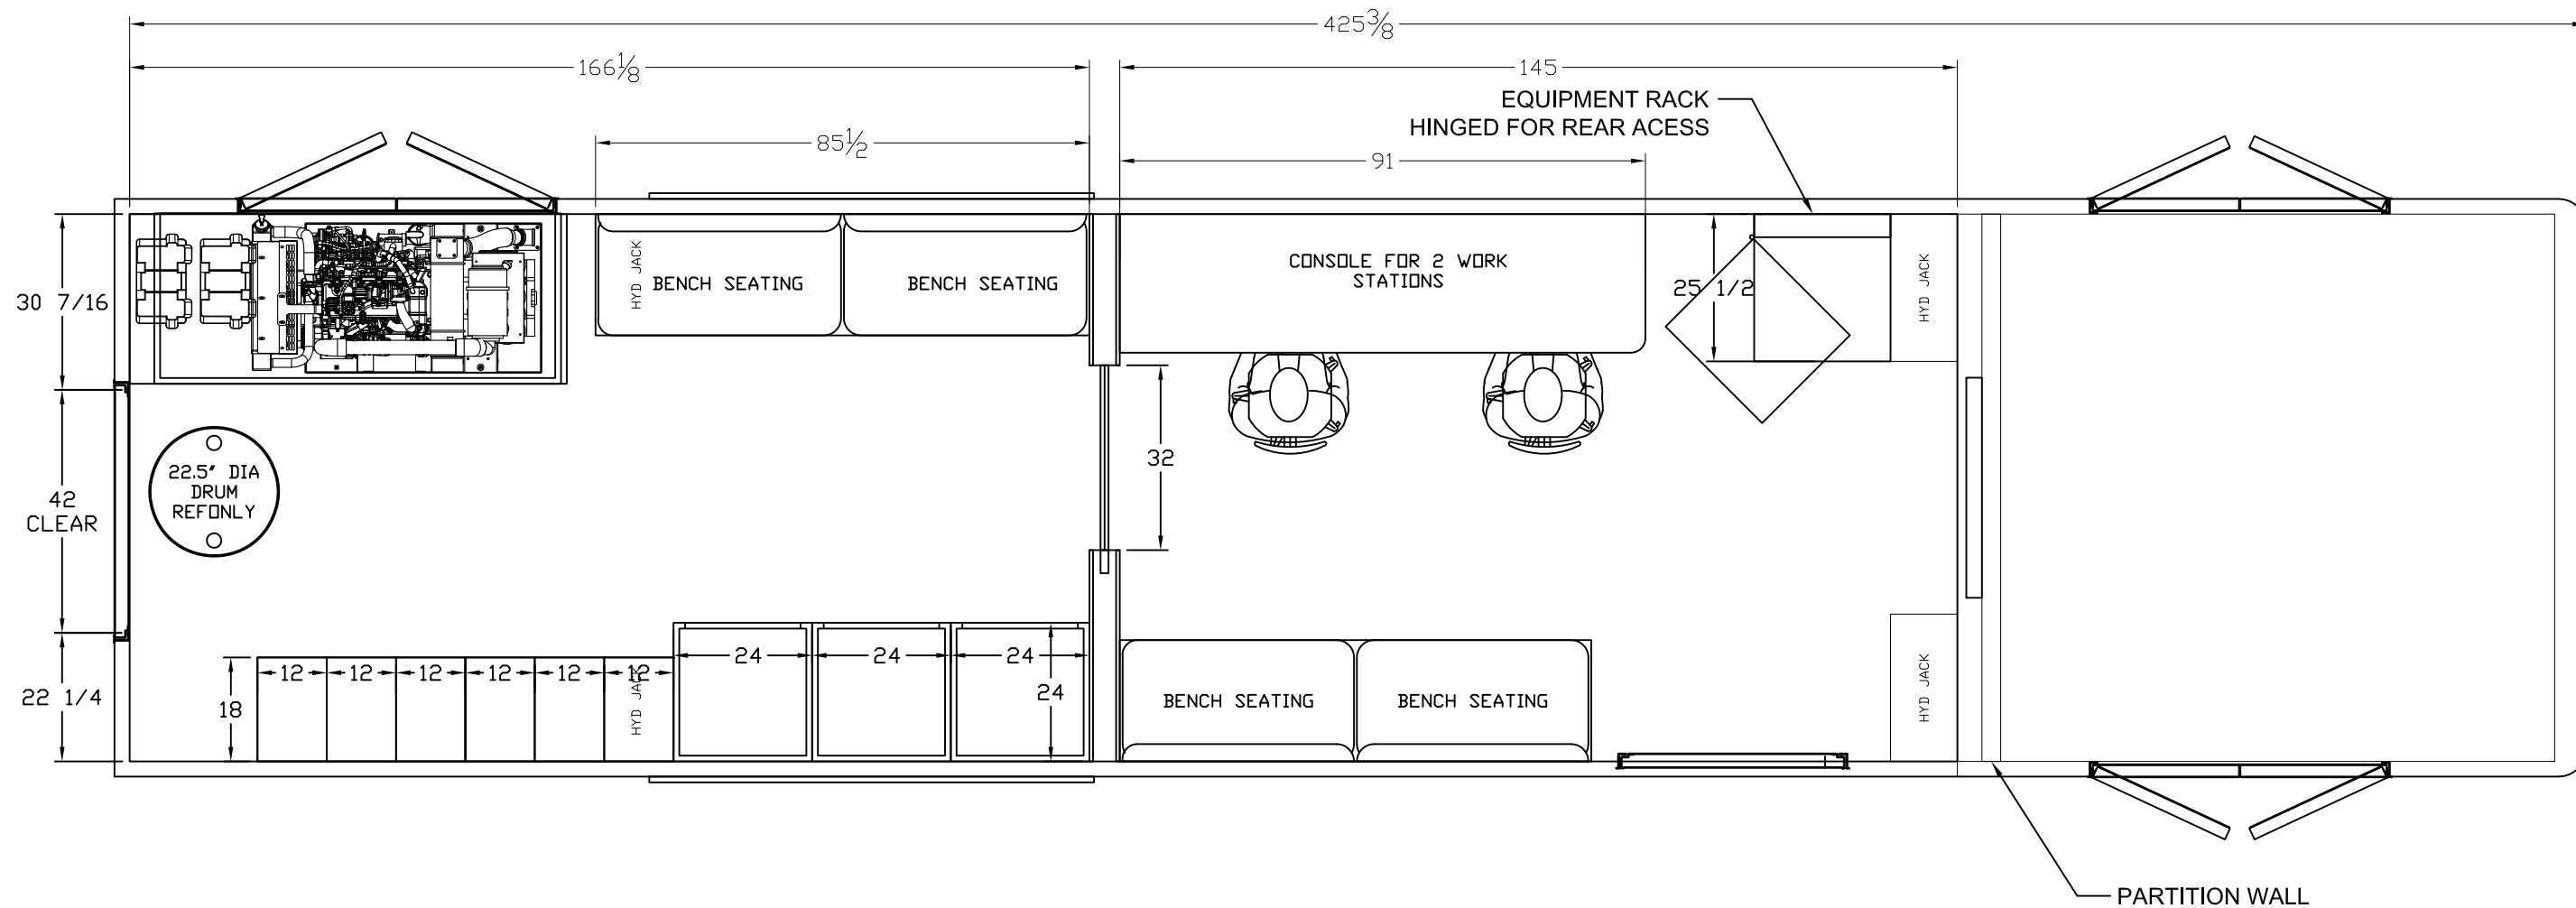 425 3/8
166 1/8
145
EQUIPMENT RACK
HINGED FOR REAR ACESS
85 1/2
91
30 7/16
HYD JACK
BENCH SEATING
BENCH SEATING
CONSOLE FOR 2 WORK
STATIONS
25 1/2
HYD JACK
32
22.5" DIA
DRUM
REFONLY
42
CLEAR
22 1/4
18
12
12
12
12
12
12
HYD JACK
24
24
24
24
BENCH SEATING
BENCH SEATING
HYD JACK
PARTITION WALL